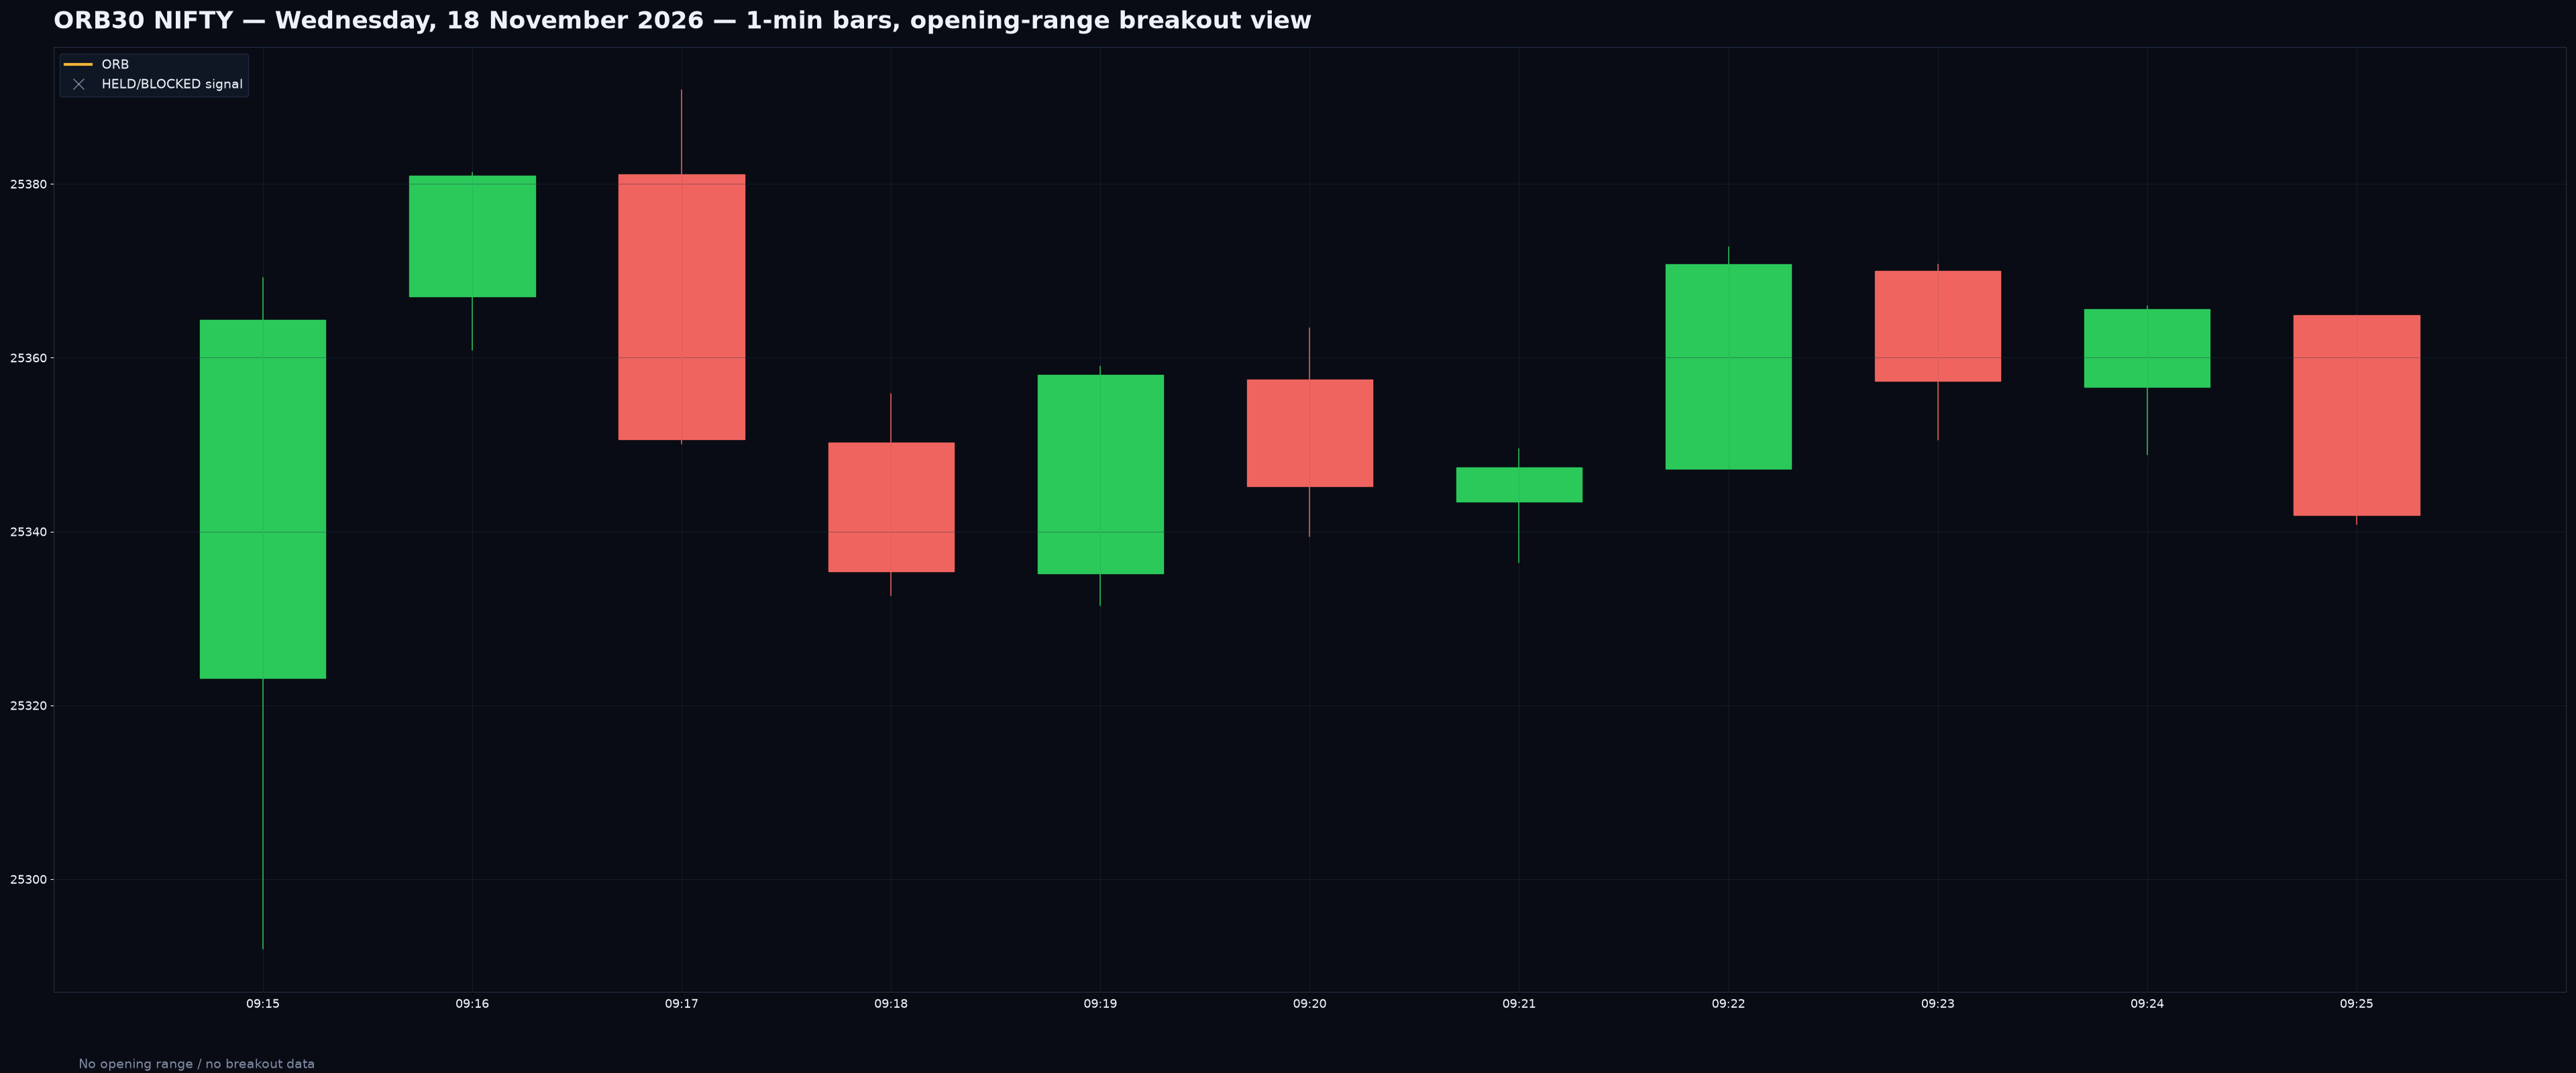 ORB30 NIFTY — Wednesday, 18 November 2026 — 1-min bars, opening-range breakout view
ORB
HELD/BLOCKED signal
25380
25360
25340
25320
25300
09:15 09:16 09:17 09:18 09:19 09:20 09:21 09:22 09:23 09:24 09:25
No opening range / no breakout data